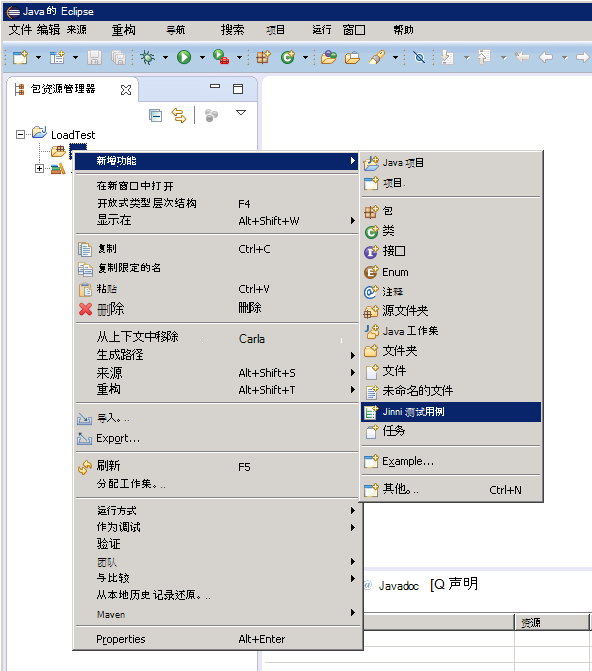 Java 的 Eclipse
文件 编辑 来源 重构 导航 搜索 项目 运行 窗口 帮助
包资源管理器
LoadTest
新增功能
在新窗口中打开
开放式类型层次结构 F4
显示在 Alt+Shift+W
复制 Ctrl+C
复制限定的名
粘贴 Ctrl+V
删除 删除
从上下文中移除 Carla
生成路径
来源 Alt+Shift+S
重构 Alt+Shift+T
导入。..
Export...
刷新 F5
分配工作集。..
运行方式
作为调试
验证
团队
与比较
从本地历史记录还原。..
Maven
Properties Alt+Enter
Java 项目
项目.
包
类
接口
Enum
注释
源文件夹
Java 工作集
文件夹
文件
未命名的文件
Jinni 测试用例
任务
Example...
其他。.. Ctrl+N
@ Javadoc [Q 声明
资源